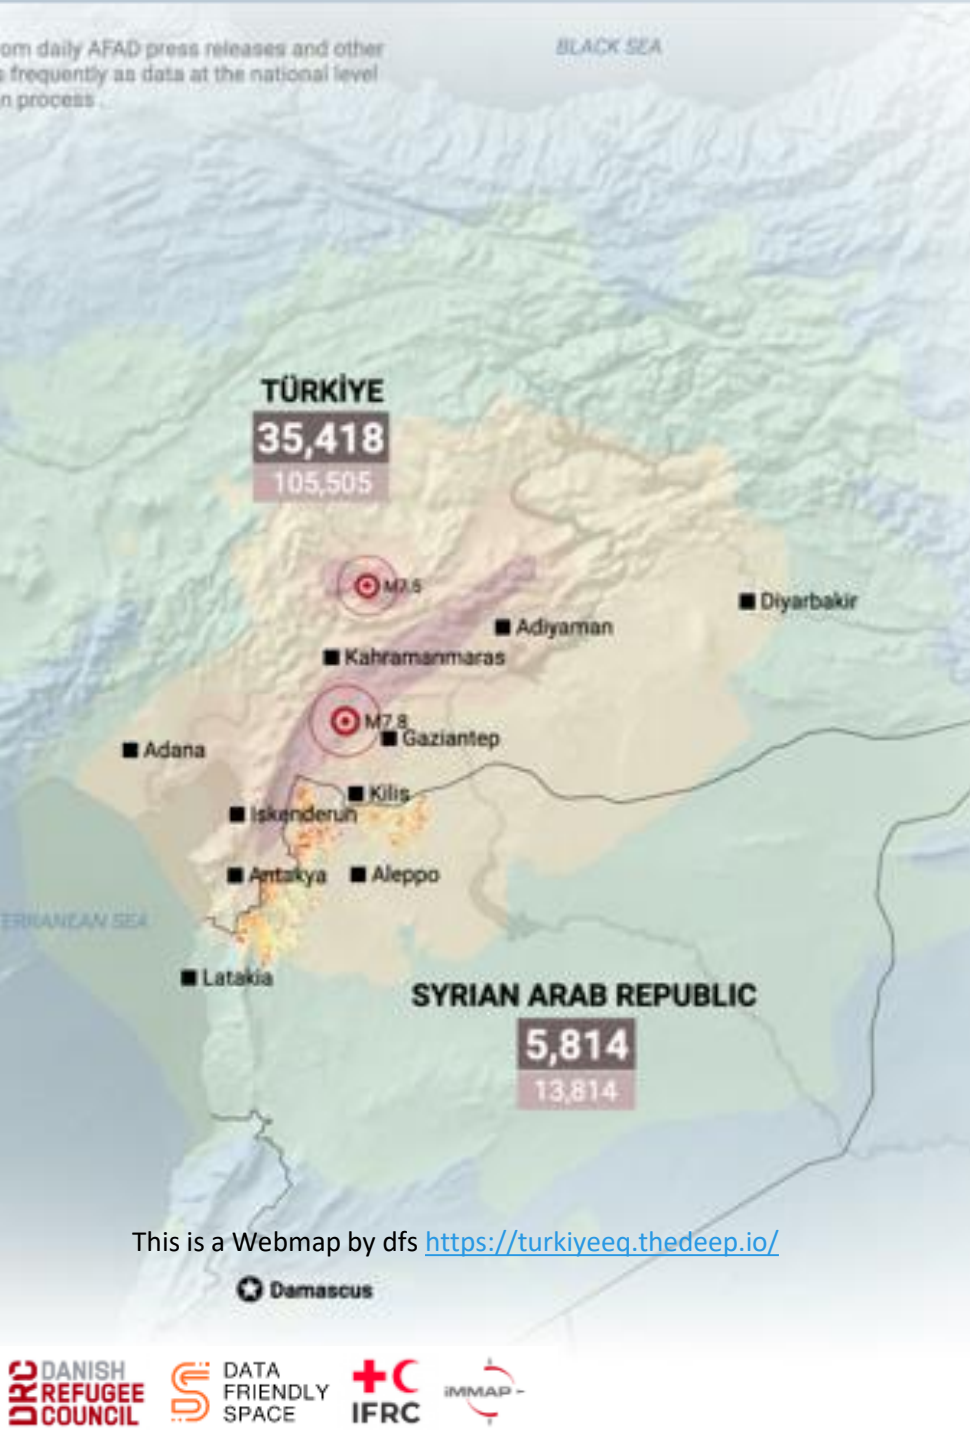 om daily AFAD press releases and other
s frequently as data at the national level
n process .
BLACK SEA
TÜRKİYE
35,418
105,505
M7.5
Diyarbakir
Adiyaman
Kahramanmaras
M7.8
Gaziantep
Adana
Kilis
Iskenderun
Antakya
Aleppo
ERRANEAN SEA
Latakia
SYRIAN ARAB REPUBLIC
5,814
13,814
This is a Webmap by dfs https://turkiyeeq.thedeep.io/
Damascus
DRC DANISH
REFUGEE
COUNCIL
DATA
FRIENDLY
SPACE
IFRC
iMMAP